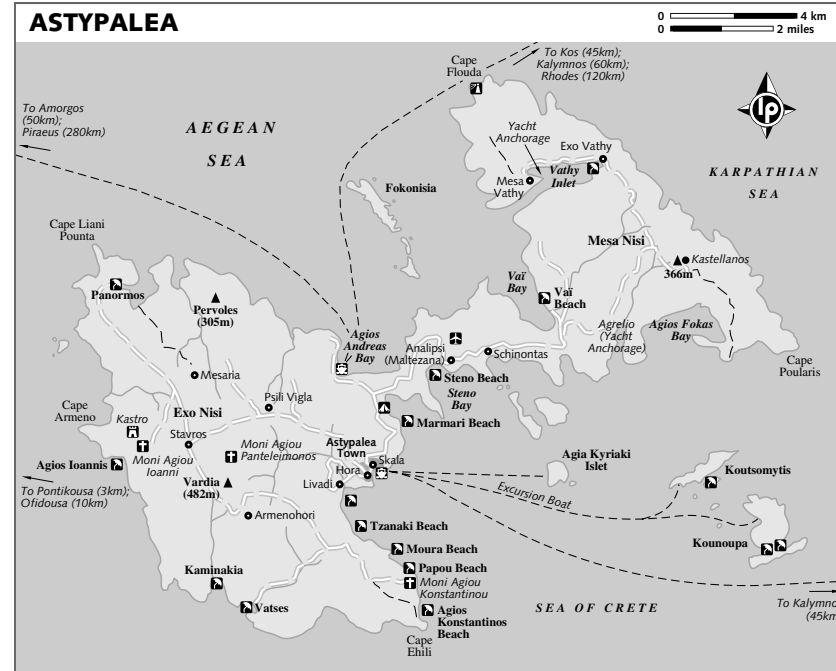 ASTYPALEA
0 4 km
0 2 miles
To Kos (45km);
Kalymnos (60km);
Rhodes (120km)
Cape
Flouda
To Amorgos
(50km);
Piraeus (280km)
AEGEAN
SEA
lp
Yacht
Anchorage
Exo Vathy
Vathy
Inlet
Mesa
Vathy
KARPATHIAN
SEA
Fokonisia
Cape Liani
Pounta
Mesa Nisi
Kastellanos
366m
Panormos
Pervoles
(305m)
Vaï
Bay
Vaï
Beach
Agrelio (Yacht
Anchorage)
Agios Fokas
Bay
Agios
Andreas
Bay
Analipsi
(Maltezana)
Schinontas
Cape
Poularis
Mesaria
Steno Beach
Steno
Bay
Cape
Armeno
Exo Nisi
Psili Vigla
Marmari Beach
Kastro
Stavros
Moni Agiou
Ioanni
Moni Agiou
Panteleimonos
Astypalea
Town
Skala
Hora
Livadi
Agia Kyriaki
Islet
Koutsomytis
Agios Ioannis
Vardia
(482m)
To Pontikousa (3km);
Ofidousa (10km)
Excursion Boat
Armenohori
Tzanaki Beach
Kounoupa
Moura Beach
Kaminakia
Papou Beach
Moni Agiou
Konstantinou
Vatses
Agios
Konstantinos
Beach
SEA OF CRETE
To Kalymnos
(45km)
Cape
Ehili